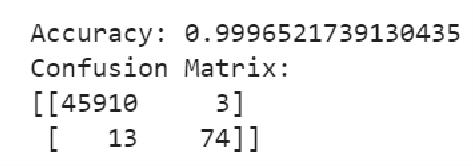 Accuracy: 0.9996521739130435
Confusion Matrix:
[[45910     3]
 [   13    74]]